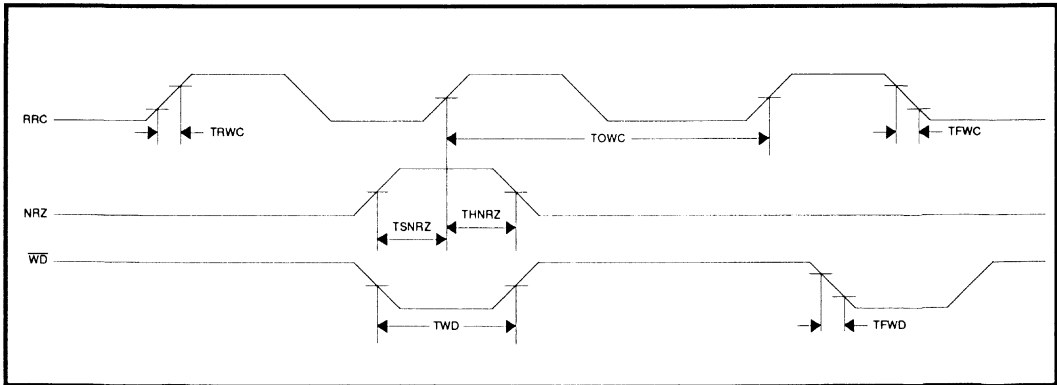 RRC
TRWC
TOWC
TFWC
NRZ
TSNRZ
THNRZ
WD
TWD
TFWD